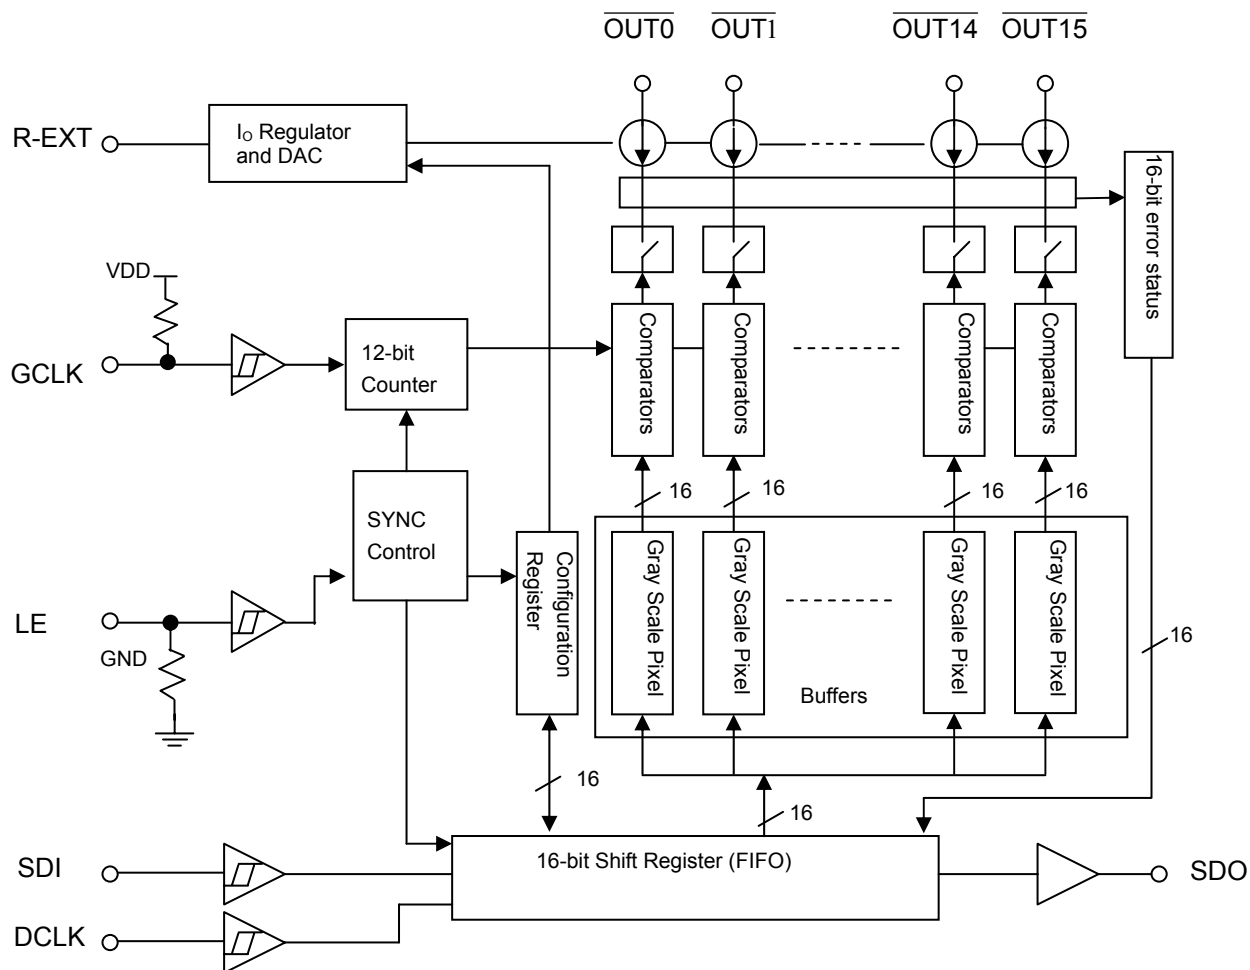 OUT0 OUT1 OUT14 OUT15
R-EXT
IO Regulator
and DAC
16-bit error status
VDD
GCLK
12-bit
Counter
Comparators
Comparators
Comparators
Comparators
16
16
16
16
SYNC
Control
Configuration
Register
Gray Scale Pixel
Gray Scale Pixel
Gray Scale Pixel
Gray Scale Pixel
LE
GND
Buffers
16
16
16
SDI
16-bit Shift Register (FIFO)
SDO
DCLK